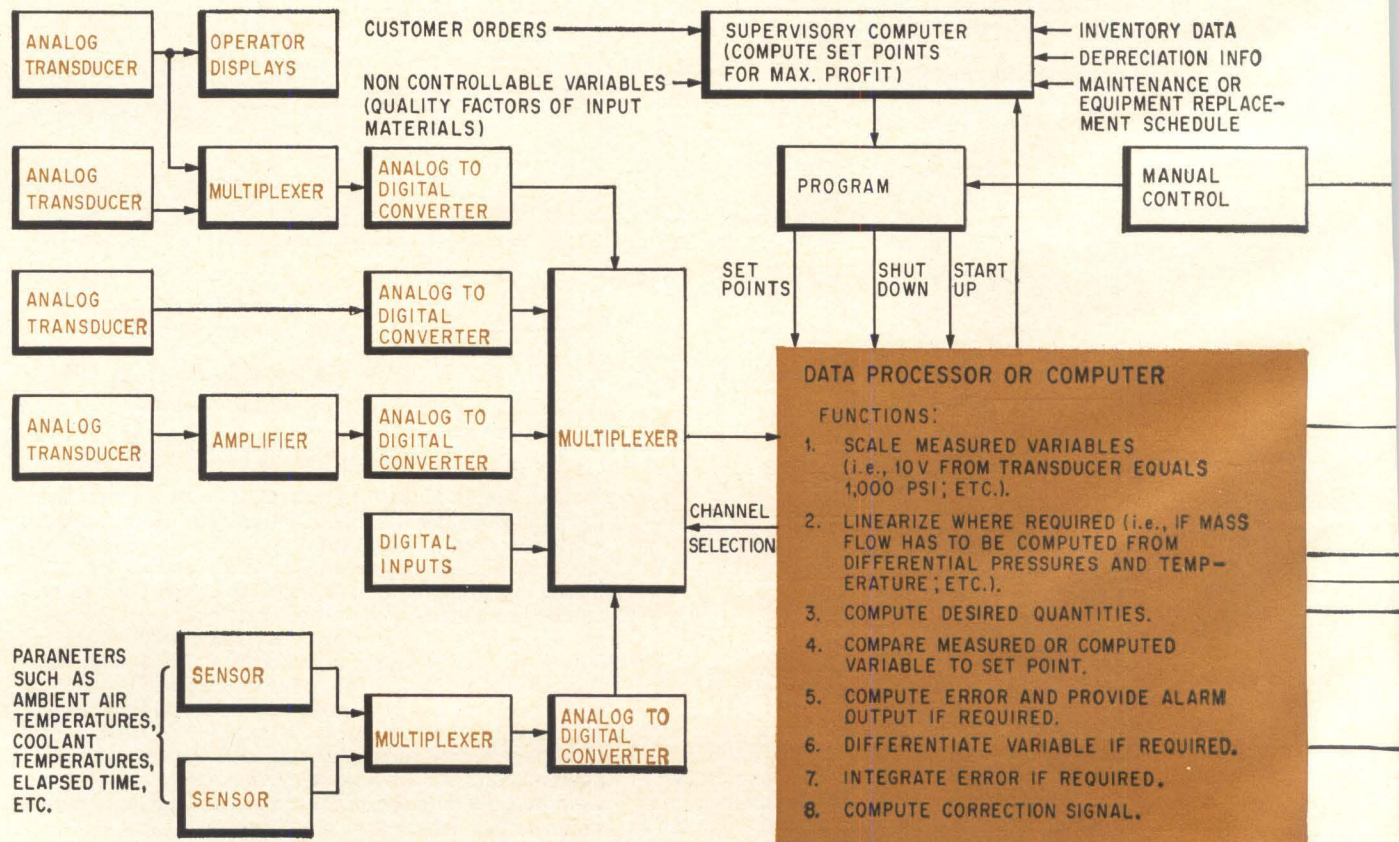 ANALOG
TRANSDUCER
OPERATOR
DISPLAYS
CUSTOMER ORDERS
NON CONTROLLABLE VARIABLES
(QUALITY FACTORS OF INPUT
MATERIALS)
SUPERVISORY COMPUTER
(COMPUTE SET POINTS
FOR MAX. PROFIT)
INVENTORY DATA
DEPRECIATION INFO
MAINTENANCE OR
EQUIPMENT REPLACE-
MENT SCHEDULE
ANALOG
TRANSDUCER
MULTIPLEXER
ANALOG TO
DIGITAL
CONVERTER
PROGRAM
MANUAL
CONTROL
SET
POINTS
SHUT
DOWN
START
UP
ANALOG
TRANSDUCER
ANALOG TO
DIGITAL
CONVERTER
ANALOG
TRANSDUCER
AMPLIFIER
ANALOG TO
DIGITAL
CONVERTER
MULTIPLEXER
CHANNEL
SELECTION
DIGITAL
INPUTS
PARANETERS
SUCH AS
AMBIENT AIR
TEMPERATURES,
COOLANT
TEMPERATURES,
ELAPSED TIME,
ETC.
SENSOR
SENSOR
MULTIPLEXER
ANALOG TO
DIGITAL
CONVERTER
DATA PROCESSOR OR COMPUTER
FUNCTIONS:
1. SCALE MEASURED VARIABLES
(i.e., 10 V FROM TRANSDUCER EQUALS
1,000 PSI; ETC.).
2. LINEARIZE WHERE REQUIRED (i.e., IF MASS
FLOW HAS TO BE COMPUTED FROM
DIFFERENTIAL PRESSURES AND TEMP-
ERATURE; ETC.).
3. COMPUTE DESIRED QUANTITIES.
4. COMPARE MEASURED OR COMPUTED
VARIABLE TO SET POINT.
5. COMPUTE ERROR AND PROVIDE ALARM
OUTPUT IF REQUIRED.
6. DIFFERENTIATE VARIABLE IF REQUIRED.
7. INTEGRATE ERROR IF REQUIRED.
8. COMPUTE CORRECTION SIGNAL.